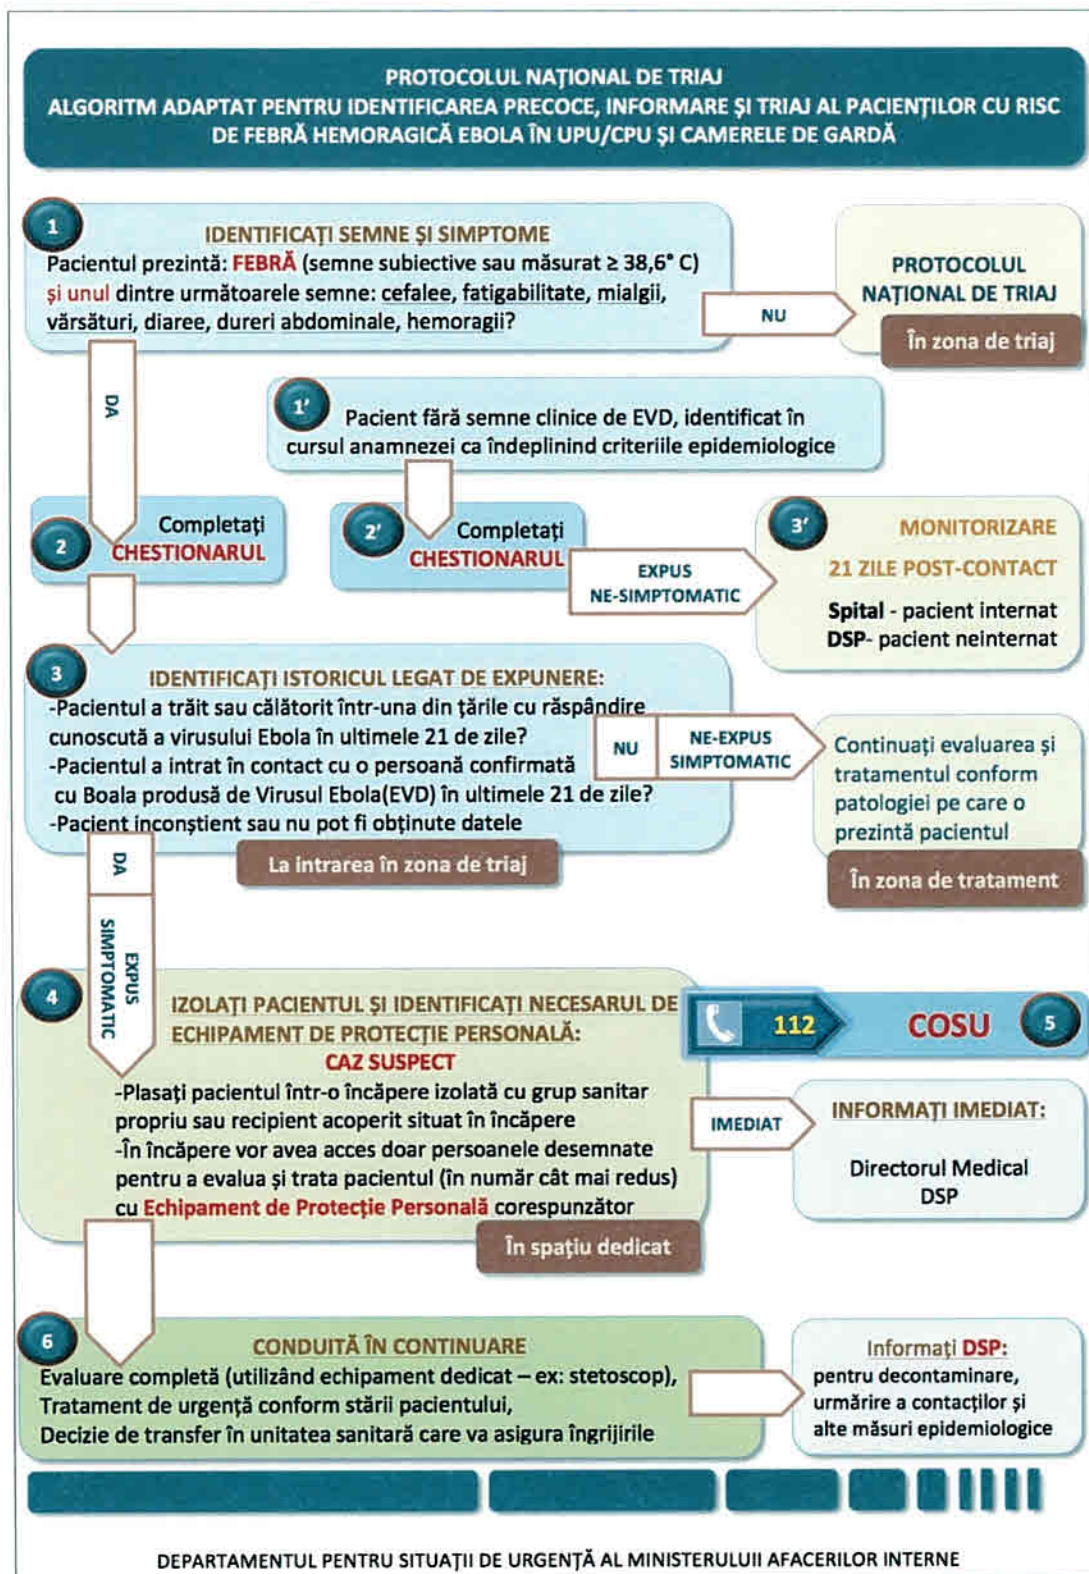 PROTOCOLUL NAȚIONAL DE TRIAJ
ALGORITM ADAPTAT PENTRU IDENTIFICAREA PRECOCE, INFORMARE ȘI TRIAJ AL PACIENȚILOR CU RISC
DE FEBRĂ HEMORAGICĂ EBOLA ÎN UPU/CPU ȘI CAMERELE DE GARDĂ
1
IDENTIFICAȚI SEMNE ȘI SIMPTOME
Pacientul prezintă: FEBRĂ (semne subiective sau măsurat ≥ 38,6° C)
și unul dintre următoarele semne: cefalee, fatigabilitate, mialgii,
vărsături, diaree, dureri abdominale, hemoragii?
NU
PROTOCOLUL
NAȚIONAL DE TRIAJ
În zona de triaj
DA
1'
Pacient fără semne clinice de EVD, identificat în
cursul anamnezei ca îndeplinind criteriile epidemiologice
2
Completați
CHESTIONARUL
2'
Completați
CHESTIONARUL
EXPUS
NE-SIMPTOMATIC
3'
MONITORIZARE
21 ZILE POST-CONTACT
Spital - pacient internat
DSP- pacient neinternat
3
IDENTIFICAȚI ISTORICUL LEGAT DE EXPUNERE:
-Pacientul a trăit sau călătorit într-una din țările cu răspândire
cunoscută a virusului Ebola în ultimele 21 de zile?
-Pacientul a intrat în contact cu o persoană confirmată
cu Boala produsă de Virusul Ebola(EVD) în ultimele 21 de zile?
-Pacient inconștient sau nu pot fi obținute datele
La intrarea în zona de triaj
NU
NE-EXPUS
SIMPTOMATIC
Continuați evaluarea și
tratamentul conform
patologiei pe care o
prezintă pacientul
În zona de tratament
DA
EXPUS
SIMPTOMATIC
4
IZOLAȚI PACIENTUL ȘI IDENTIFICAȚI NECESARUL DE
ECHIPAMENT DE PROTECȚIE PERSONALĂ:
CAZ SUSPECT
-Plasați pacientul într-o încăpere izolată cu grup sanitar
propriu sau recipient acoperit situat în încăpere
-În încăpere vor avea acces doar persoanele desemnate
pentru a evalua și trata pacientul (în număr cât mai redus)
cu Echipament de Protecție Personală corespunzător
În spațiu dedicat
112
COSU
5
IMEDIAT
INFORMAȚI IMEDIAT:
Directorul Medical
DSP
6
CONDUITĂ ÎN CONTINUARE
Evaluare completă (utilizând echipament dedicat – ex: stetoscop),
Tratament de urgență conform stării pacientului,
Decizie de transfer în unitatea sanitară care va asigura îngrijirile
Informați DSP:
pentru decontaminare,
urmărire a contacților și
alte măsuri epidemiologice
DEPARTAMENTUL PENTRU SITUAȚII DE URGENȚĂ AL MINISTERULUII AFACERILOR INTERNE